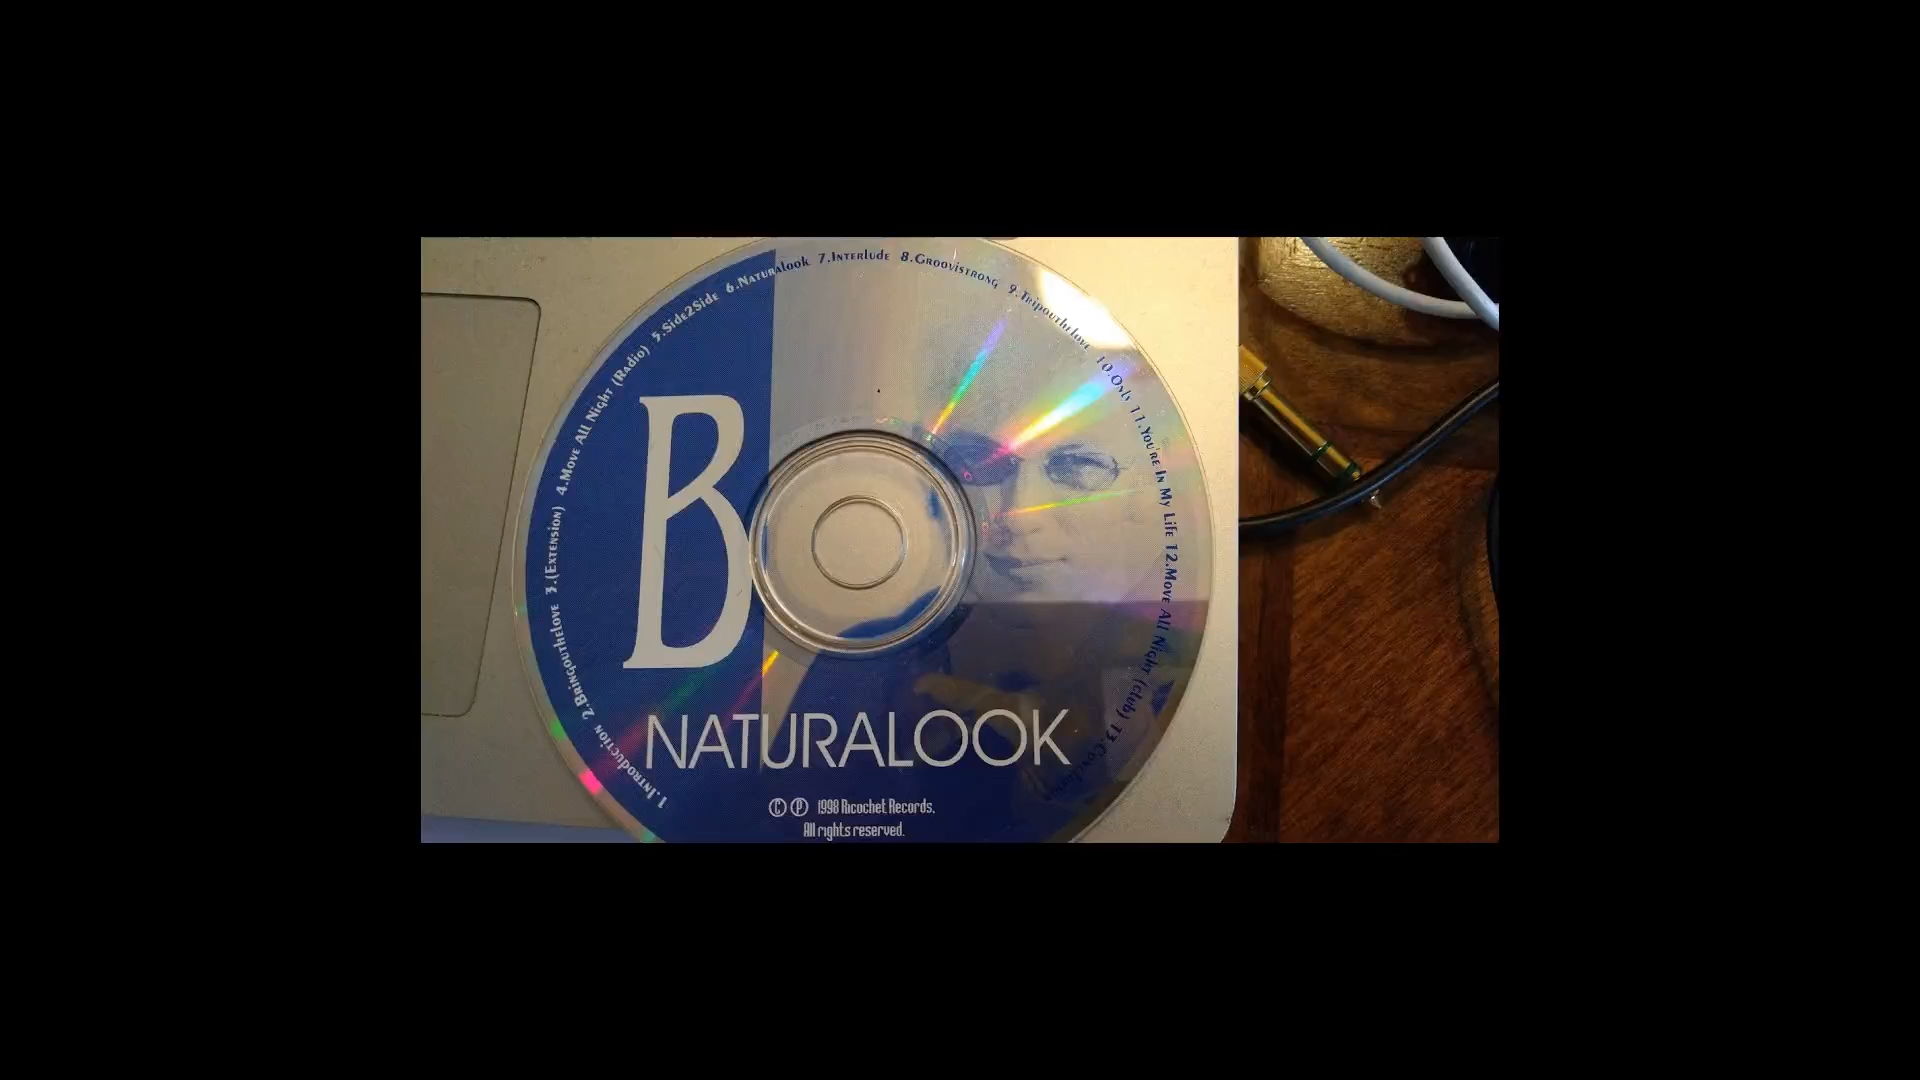 1.Introduction 2.Bringouthelove 3.(Extension) 4.Move All Night (Radio) 5.Side2Side 6.Naturalook 7.Interlude 8.Groovistrong 9.Tripouthelove 10.Only 11.You're In My Life 12.Move All Night (club) 13.Conclusion
B
NATURALOOK
© ℗ 1998 Ricochet Records.
All rights reserved.